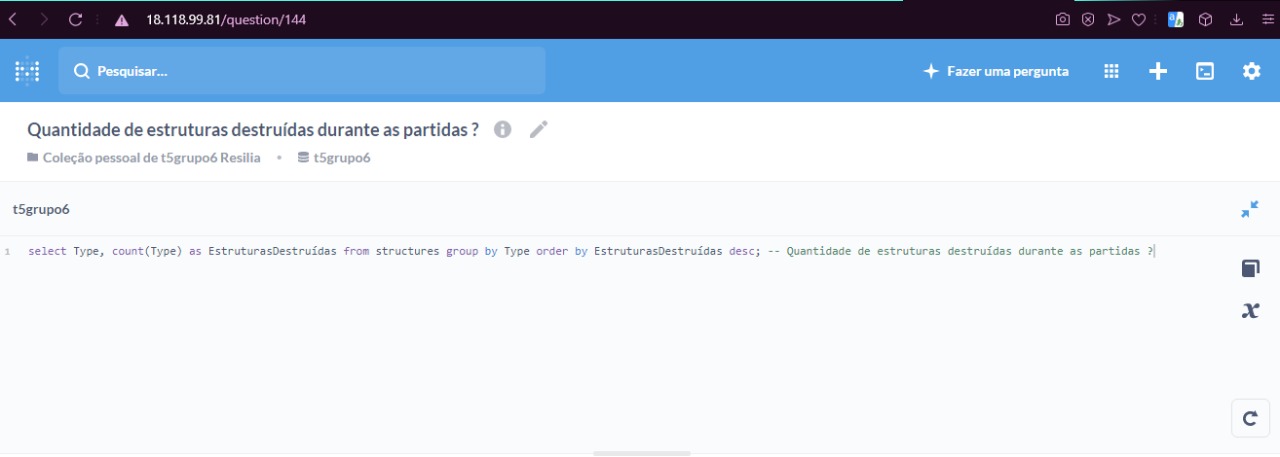 18.118.99.81/question/144
Pesquisar...
Fazer uma pergunta
Quantidade de estruturas destruídas durante as partidas ?
Coleção pessoal de t5grupo6 Resilia • t5grupo6
t5grupo6
1 select Type, count(Type) as EstruturasDestruídas from structures group by Type order by EstruturasDestruídas desc; -- Quantidade de estruturas destruídas durante as partidas ?
x